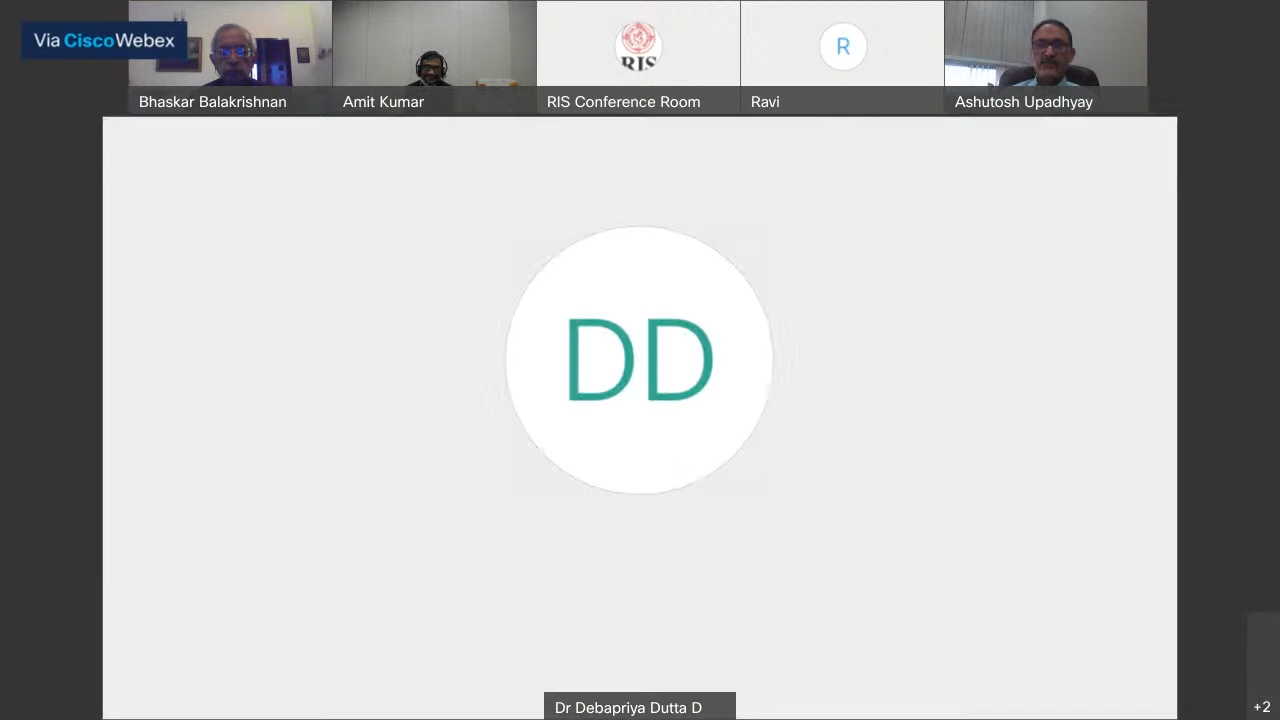 Via CiscoWebex
RIS
R
Bhaskar Balakrishnan
Amit Kumar
RIS Conference Room
Ravi
Ashutosh Upadhyay
DD
Dr Debapriya Dutta D
+2